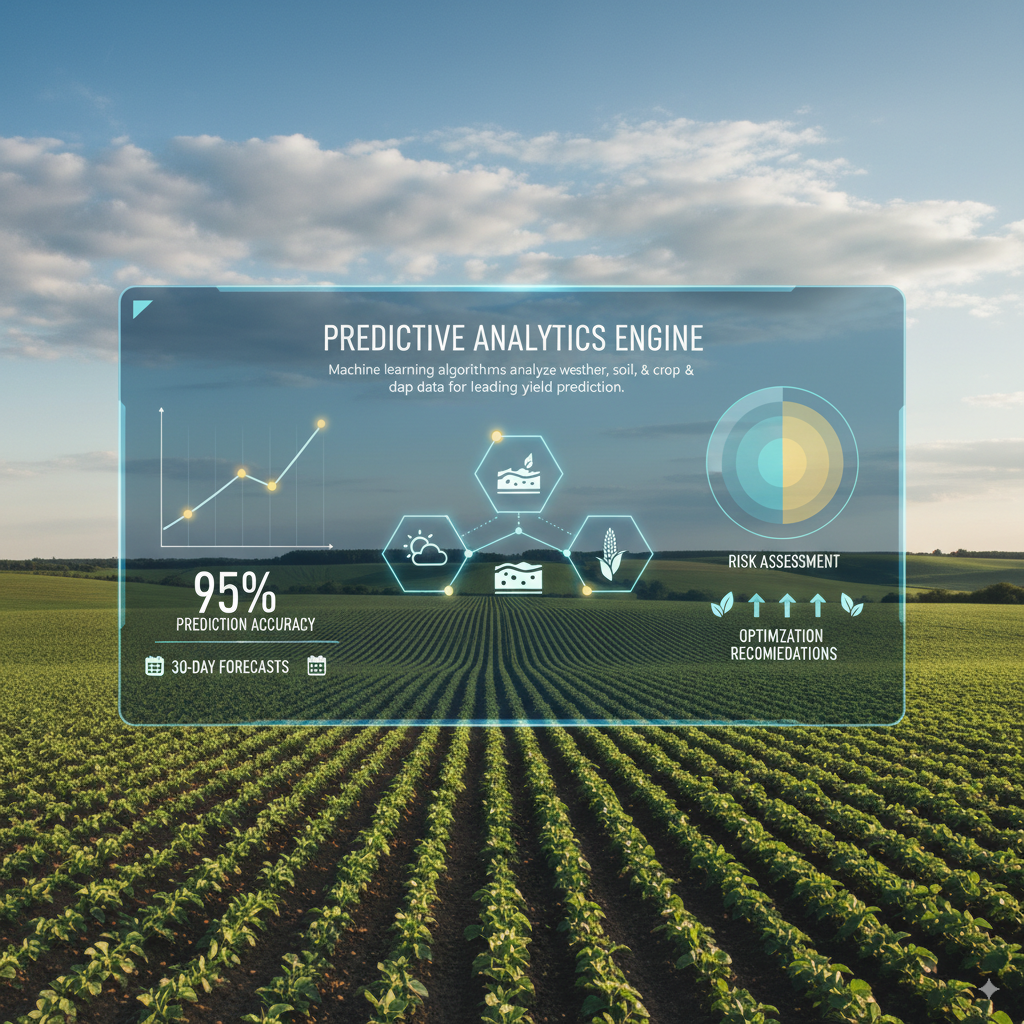 PREDICTIVE ANALYTICS ENGINE
Machine learning algorithms analyze westher, soil, & crop &
dap data for leading yield prediction.
95%
PREDICTION ACCURACY
30-DAY FORECASTS
RISK ASSESSMENT
OPTIMZATION
RECOMIEDATIONS